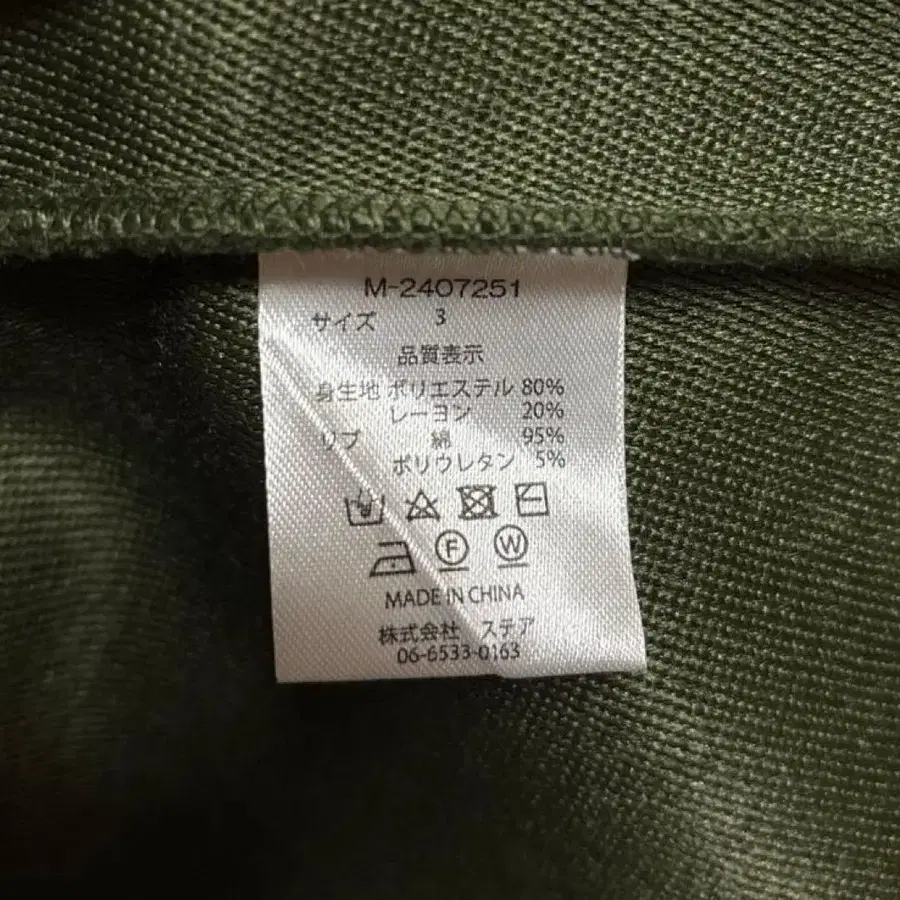 M-2407251
サイズ 3
品質表示
身生地 ポリエステル 80%
レーヨン 20%
リブ 綿 95%
ポリウレタン 5%
F W
MADE IN CHINA
株式会社 ステア
06-6533-0163